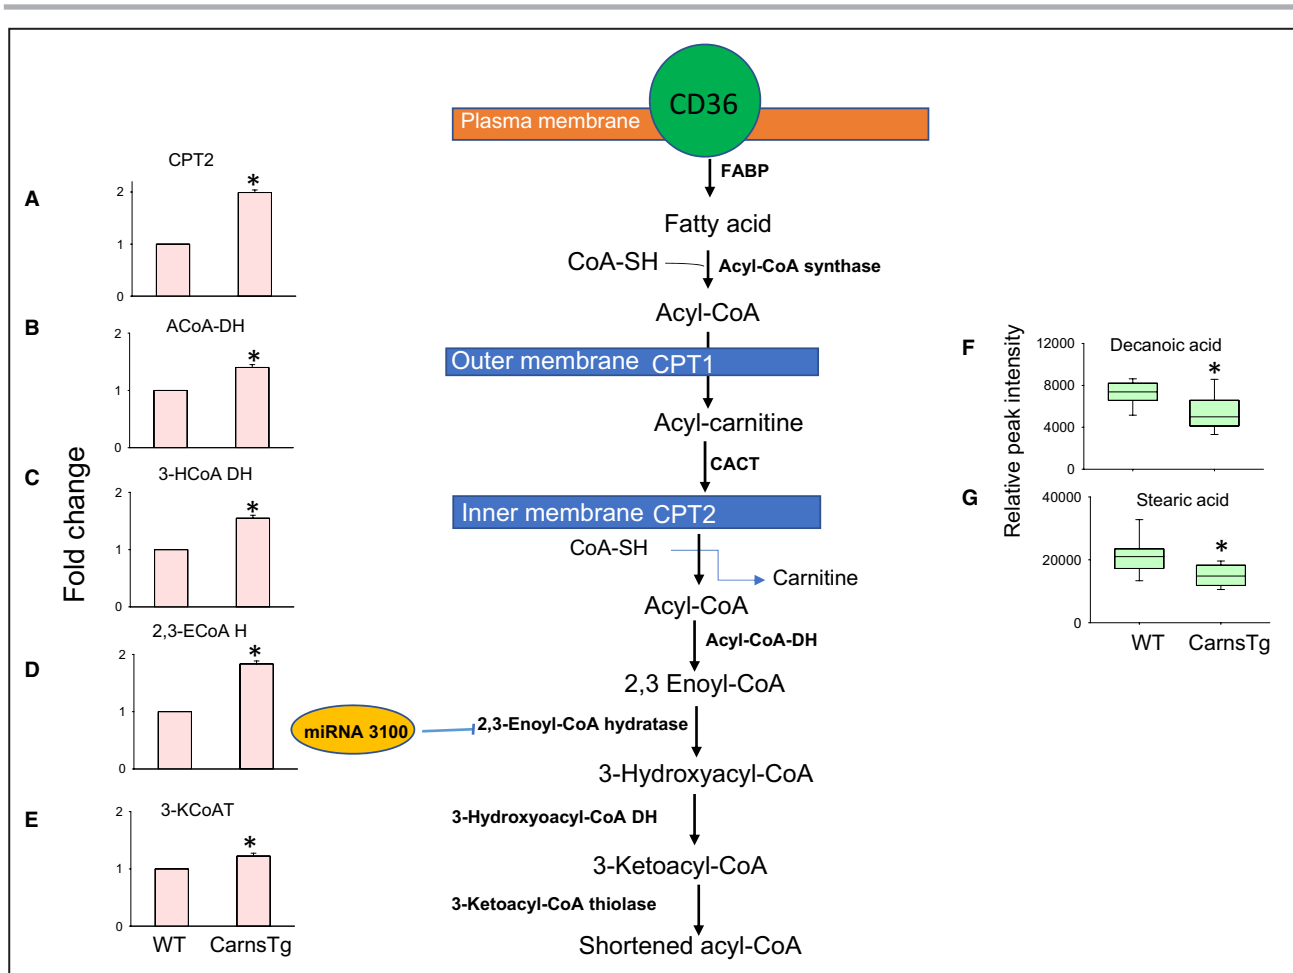 CD36
Plasma membrane
FABP
Fatty acid
CoA-SH
Acyl-CoA synthase
Acyl-CoA
Outer membrane CPT1
Acyl-carnitine
CACT
Inner membrane CPT2
CoA-SH
Carnitine
Acyl-CoA
Acyl-CoA-DH
2,3 Enoyl-CoA
miRNA 3100
2,3-Enoyl-CoA hydratase
3-Hydroxyacyl-CoA
3-Hydroxyoacyl-CoA DH
3-Ketoacyl-CoA
3-Ketoacyl-CoA thiolase
Shortened acyl-CoA
Fold change
A
CPT2
2
1
0
*
B
ACoA-DH
2
1
0
*
C
3-HCoA DH
2
1
0
*
D
2,3-ECoA H
2
1
0
*
E
3-KCoAT
2
1
0
*
WT CarnsTg
Relative peak intensity
F
Decanoic acid
12000
8000
4000
0
*
G
Stearic acid
40000
20000
0
*
WT CarnsTg